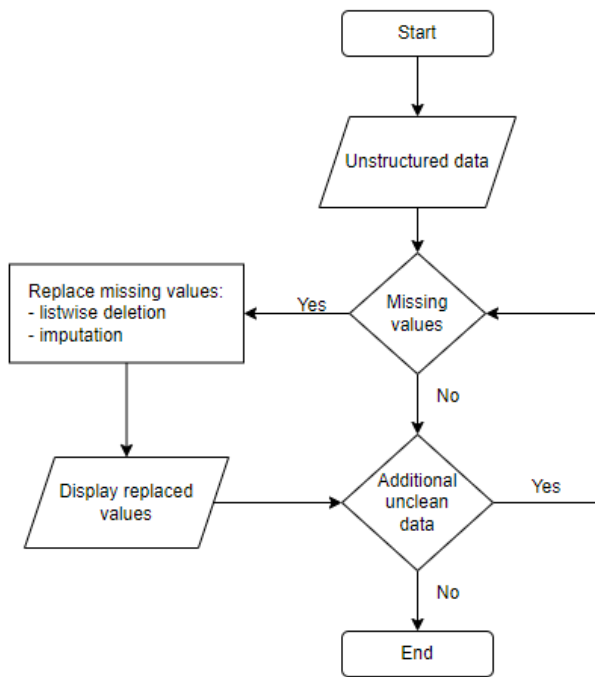 Start
Unstructured data
Replace missing values:
- listwise deletion
- imputation
Yes
Missing
values
No
Display replaced
values
Additional
unclean
data
Yes
No
End